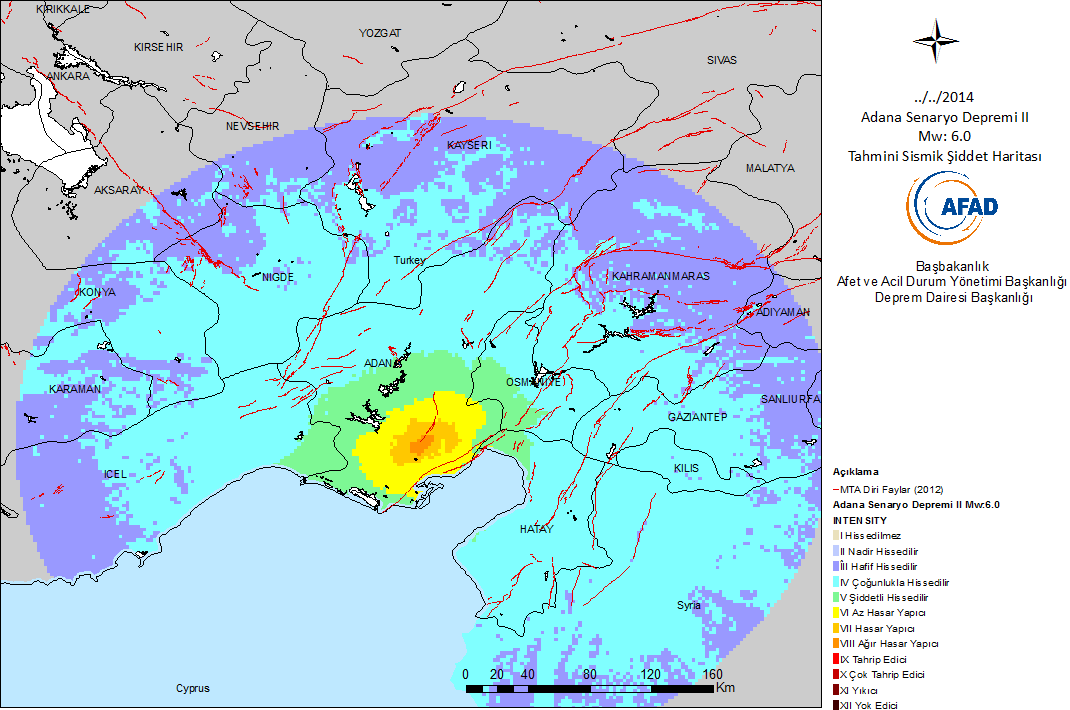 KIRIKKALE
KIRSEHIR
YOZGAT
SIVAS
ANKARA
NEVSEHIR
KAYSERI
MALATYA
AKSARAY
Turkey
NIGDE
KAHRAMANMARAS
KONYA
ADIYAMAN
ADANA
OSMANIYE
KARAMAN
SANLIURFA
GAZIANTEP
ICEL
KILIS
HATAY
Syria
Cyprus
0 20 40 80 120 160
Km
../../2014
Adana Senaryo Depremi II
Mw: 6.0
Tahmini Sismik Şiddet Haritası
AFAD
Başbakanlık
Afet ve Acil Durum Yönetimi Başkanlığı
Deprem Dairesi Başkanlığı
Açıklama
MTA Diri Faylar (2012)
Adana Senaryo Depremi II Mw:6.0
INTENSITY
I Hissedilmez
II Nadir Hissedilir
III Hafif Hissedilir
IV Çoğunlukla Hissedilir
V Şiddetli Hissedilir
VI Az Hasar Yapıcı
VII Hasar Yapıcı
VIII Ağır Hasar Yapıcı
IX Tahrip Edici
X Çok Tahrip Edici
XI Yıkıcı
XII Yok Edici